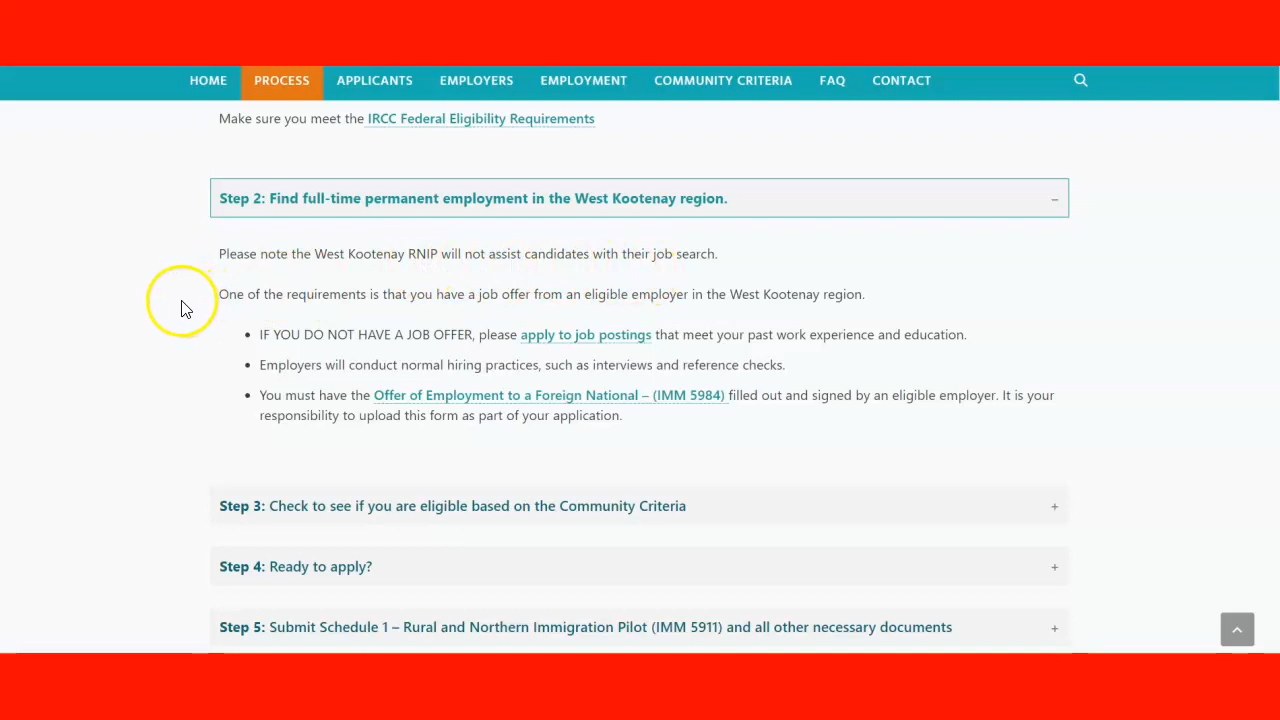 HOME PROCESS APPLICANTS EMPLOYERS EMPLOYMENT COMMUNITY CRITERIA FAQ CONTACT
Make sure you meet the IRCC Federal Eligibility Requirements
Step 2: Find full-time permanent employment in the West Kootenay region. –
Please note the West Kootenay RNIP will not assist candidates with their job search.
One of the requirements is that you have a job offer from an eligible employer in the West Kootenay region.
• IF YOU DO NOT HAVE A JOB OFFER, please apply to job postings that meet your past work experience and education.
• Employers will conduct normal hiring practices, such as interviews and reference checks.
• You must have the Offer of Employment to a Foreign National – (IMM 5984) filled out and signed by an eligible employer. It is your
responsibility to upload this form as part of your application.
Step 3: Check to see if you are eligible based on the Community Criteria +
Step 4: Ready to apply? +
Step 5: Submit Schedule 1 – Rural and Northern Immigration Pilot (IMM 5911) and all other necessary documents +